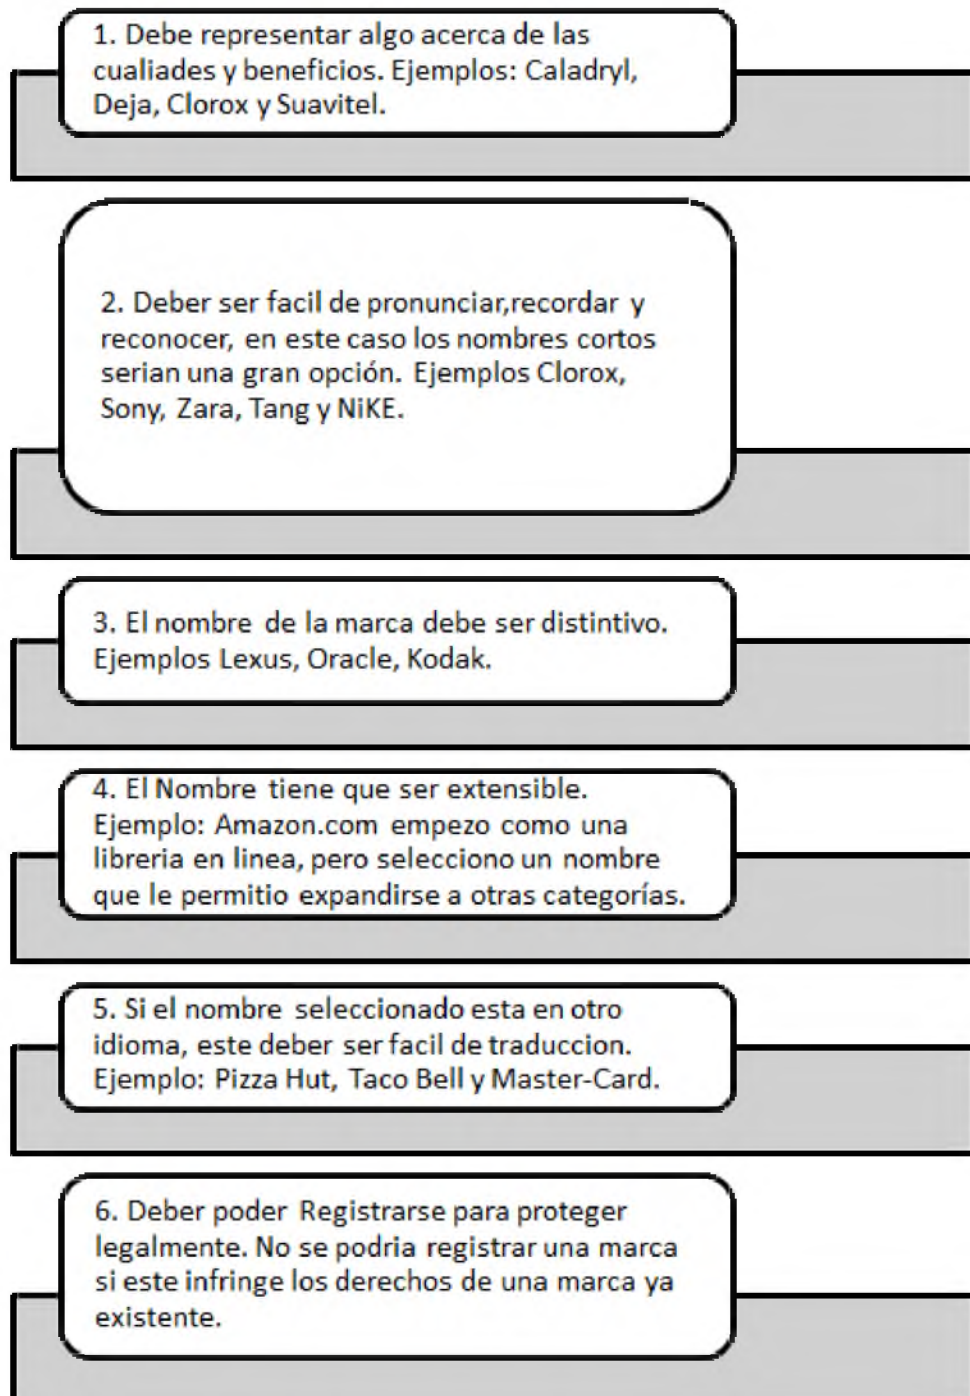 1. Debe representar algo acerca de las
cualiades y beneficios. Ejemplos: Caladryl,
Deja, Clorox y Suavitel.
2. Deber ser facil de pronunciar,recordar y
reconocer, en este caso los nombres cortos
serian una gran opción. Ejemplos Clorox,
Sony, Zara, Tang y NiKE.
3. El nombre de la marca debe ser distintivo.
Ejemplos Lexus, Oracle, Kodak.
4. El Nombre tiene que ser extensible.
Ejemplo: Amazon.com empezo como una
libreria en linea, pero selecciono un nombre
que le permitio expandirse a otras categorías.
5. Si el nombre seleccionado esta en otro
idioma, este deber ser facil de traduccion.
Ejemplo: Pizza Hut, Taco Bell y Master-Card.
6. Deber poder Registrarse para proteger
legalmente. No se podria registrar una marca
si este infringe los derechos de una marca ya
existente.